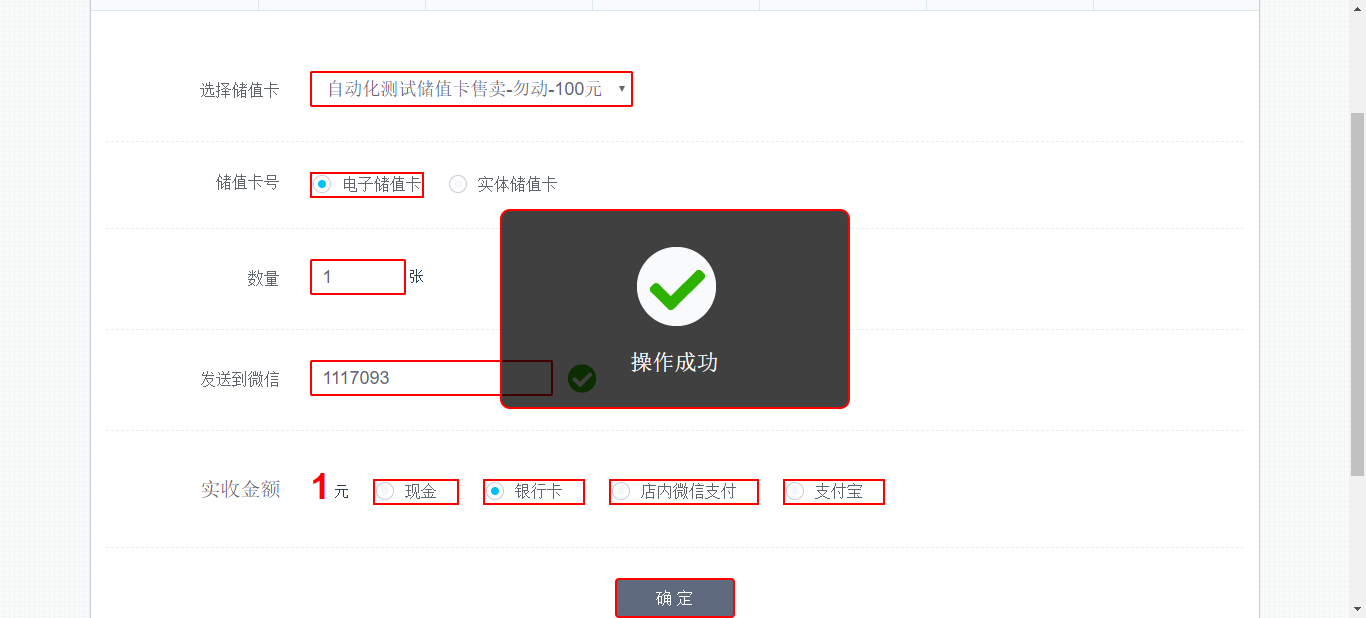 选择储值卡 自动化测试储值卡售卖-勿动-100元
储值卡号 电子储值卡 实体储值卡
数量 1 张
操作成功
发送到微信 1117093
实收金额 1 元 现金 银行卡 店内微信支付 支付宝
确 定